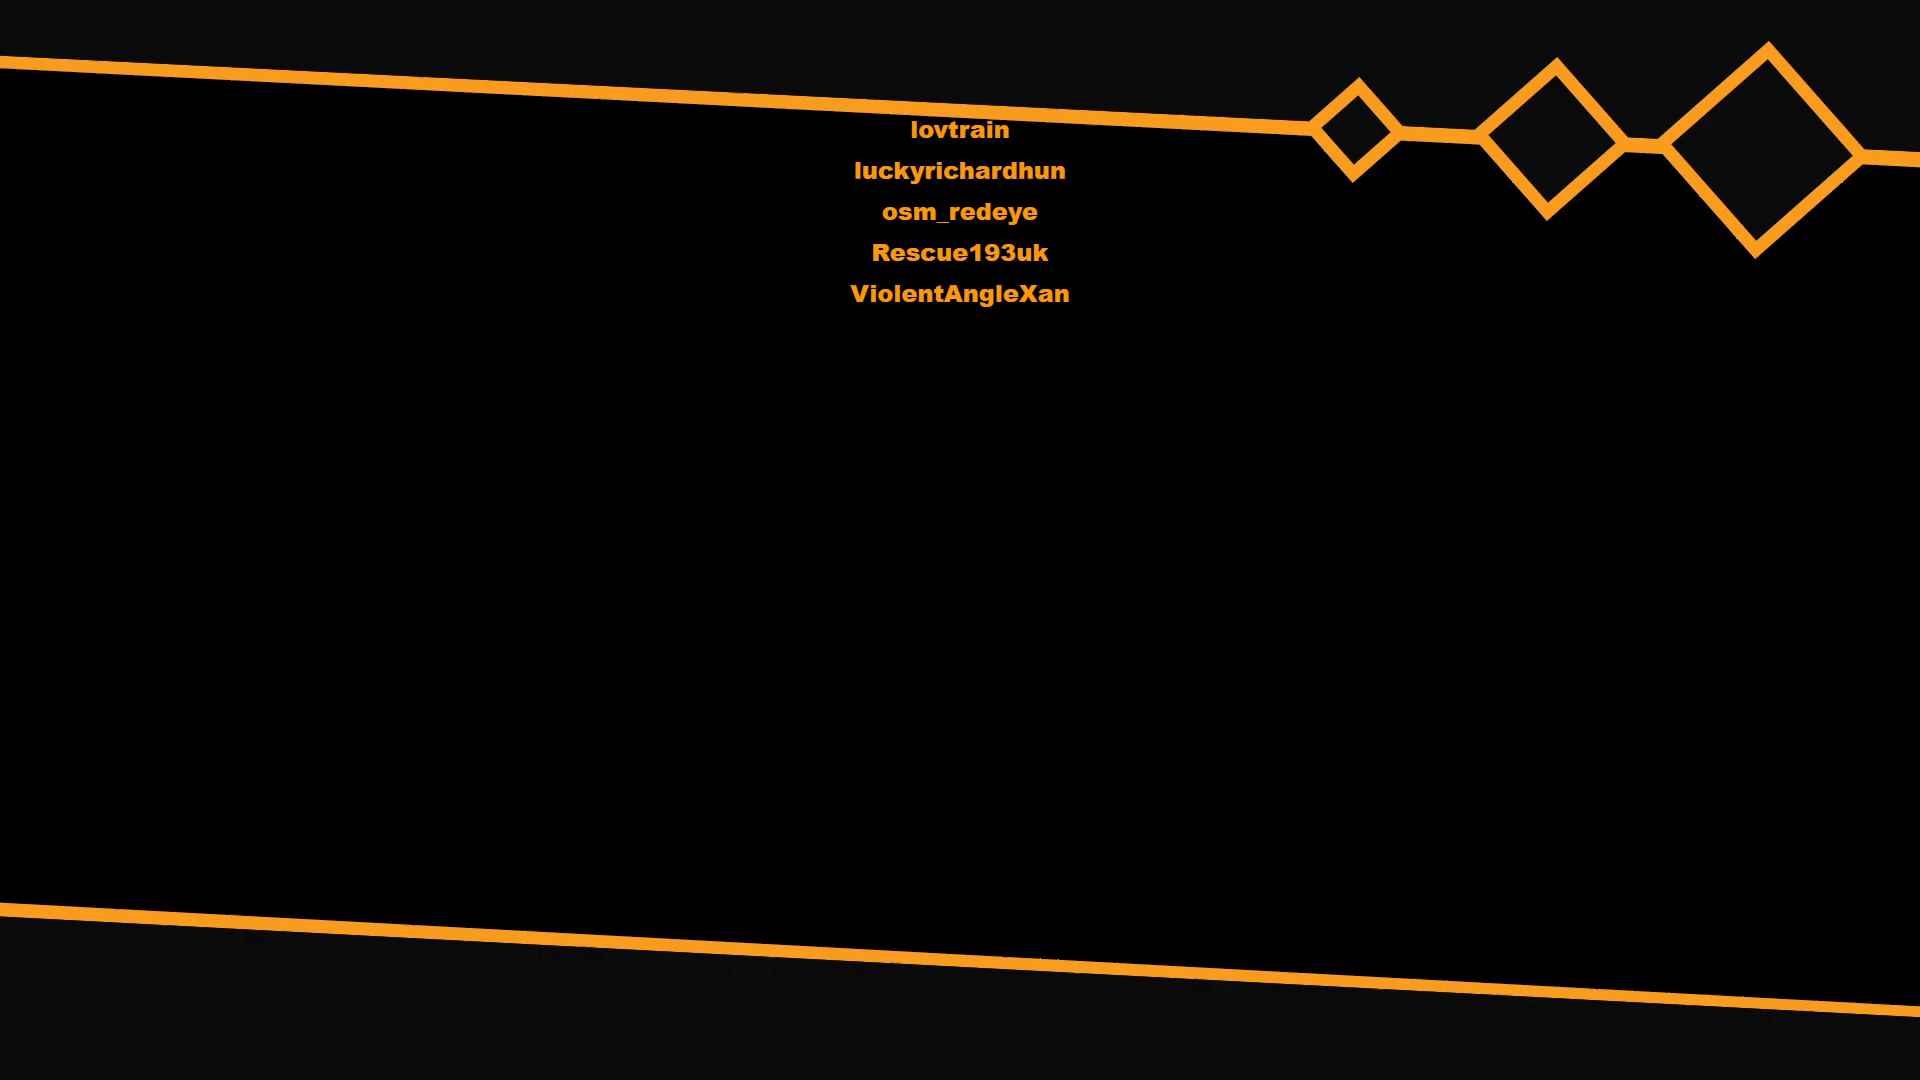 lovtrain
luckyrichardhun
osm_redeye
Rescue193uk
ViolentAngleXan